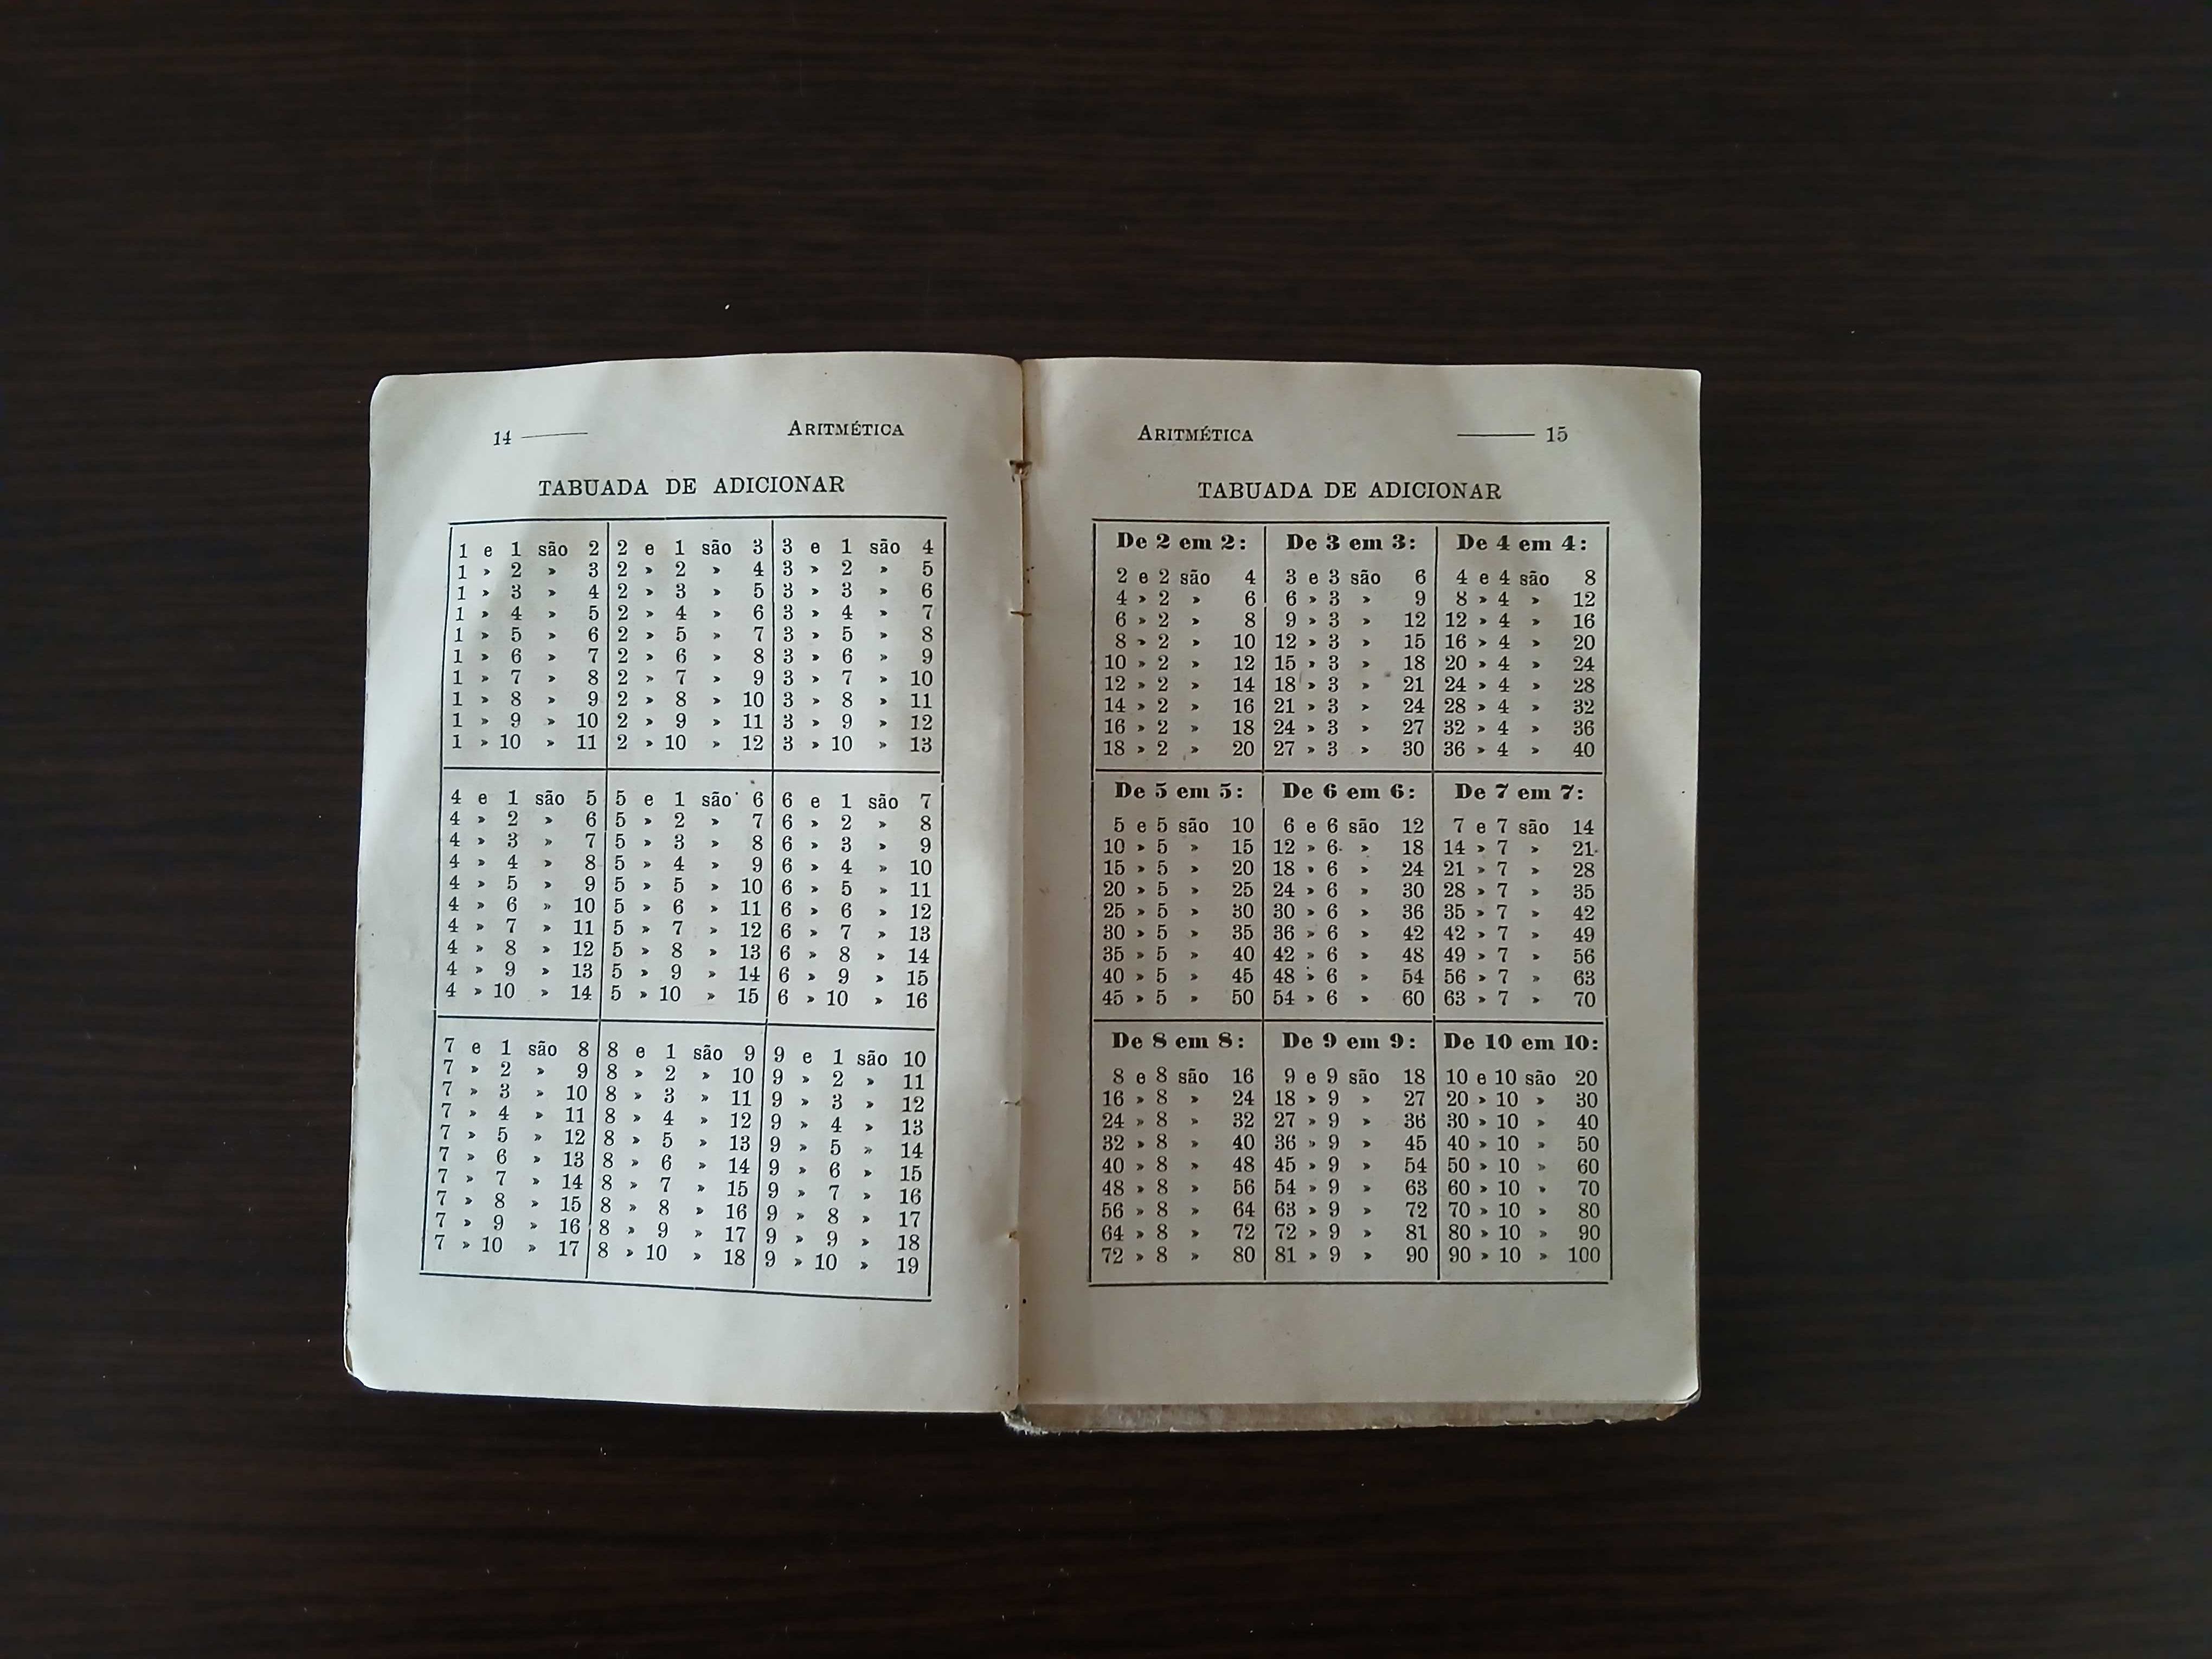 14 ——— ARITMÉTICA
TABUADA DE ADICIONAR
1 e 1 são 2
1 » 2 » 3
1 » 3 » 4
1 » 4 » 5
1 » 5 » 6
1 » 6 » 7
1 » 7 » 8
1 » 8 » 9
1 » 9 » 10
1 » 10 » 11
2 e 1 são 3
2 » 2 » 4
2 » 3 » 5
2 » 4 » 6
2 » 5 » 7
2 » 6 » 8
2 » 7 » 9
2 » 8 » 10
2 » 9 » 11
2 » 10 » 12
3 e 1 são 4
3 » 2 » 5
3 » 3 » 6
3 » 4 » 7
3 » 5 » 8
3 » 6 » 9
3 » 7 » 10
3 » 8 » 11
3 » 9 » 12
3 » 10 » 13
4 e 1 são 5
4 » 2 » 6
4 » 3 » 7
4 » 4 » 8
4 » 5 » 9
4 » 6 » 10
4 » 7 » 11
4 » 8 » 12
4 » 9 » 13
4 » 10 » 14
5 e 1 são 6
5 » 2 » 7
5 » 3 » 8
5 » 4 » 9
5 » 5 » 10
5 » 6 » 11
5 » 7 » 12
5 » 8 » 13
5 » 9 » 14
5 » 10 » 15
6 e 1 são 7
6 » 2 » 8
6 » 3 » 9
6 » 4 » 10
6 » 5 » 11
6 » 6 » 12
6 » 7 » 13
6 » 8 » 14
6 » 9 » 15
6 » 10 » 16
7 e 1 são 8
7 » 2 » 9
7 » 3 » 10
7 » 4 » 11
7 » 5 » 12
7 » 6 » 13
7 » 7 » 14
7 » 8 » 15
7 » 9 » 16
7 » 10 » 17
8 e 1 são 9
8 » 2 » 10
8 » 3 » 11
8 » 4 » 12
8 » 5 » 13
8 » 6 » 14
8 » 7 » 15
8 » 8 » 16
8 » 9 » 17
8 » 10 » 18
9 e 1 são 10
9 » 2 » 11
9 » 3 » 12
9 » 4 » 13
9 » 5 » 14
9 » 6 » 15
9 » 7 » 16
9 » 8 » 17
9 » 9 » 18
9 » 10 » 19
ARITMÉTICA ——— 15
TABUADA DE ADICIONAR
De 2 em 2:
2 e 2 são 4
4 » 2 » 6
6 » 2 » 8
8 » 2 » 10
10 » 2 » 12
12 » 2 » 14
14 » 2 » 16
16 » 2 » 18
18 » 2 » 20
De 3 em 3:
3 e 3 são 6
6 » 3 » 9
9 » 3 » 12
12 » 3 » 15
15 » 3 » 18
18 » 3 » 21
21 » 3 » 24
24 » 3 » 27
27 » 3 » 30
De 4 em 4:
4 e 4 são 8
8 » 4 » 12
12 » 4 » 16
16 » 4 » 20
20 » 4 » 24
24 » 4 » 28
28 » 4 » 32
32 » 4 » 36
36 » 4 » 40
De 5 em 5:
5 e 5 são 10
10 » 5 » 15
15 » 5 » 20
20 » 5 » 25
25 » 5 » 30
30 » 5 » 35
35 » 5 » 40
40 » 5 » 45
45 » 5 » 50
De 6 em 6:
6 e 6 são 12
12 » 6 » 18
18 » 6 » 24
24 » 6 » 30
30 » 6 » 36
36 » 6 » 42
42 » 6 » 48
48 » 6 » 54
54 » 6 » 60
De 7 em 7:
7 e 7 são 14
14 » 7 » 21
21 » 7 » 28
28 » 7 » 35
35 » 7 » 42
42 » 7 » 49
49 » 7 » 56
56 » 7 » 63
63 » 7 » 70
De 8 em 8:
8 e 8 são 16
16 » 8 » 24
24 » 8 » 32
32 » 8 » 40
40 » 8 » 48
48 » 8 » 56
56 » 8 » 64
64 » 8 » 72
72 » 8 » 80
De 9 em 9:
9 e 9 são 18
18 » 9 » 27
27 » 9 » 36
36 » 9 » 45
45 » 9 » 54
54 » 9 » 63
63 » 9 » 72
72 » 9 » 81
81 » 9 » 90
De 10 em 10:
10 e 10 são 20
20 » 10 » 30
30 » 10 » 40
40 » 10 » 50
50 » 10 » 60
60 » 10 » 70
70 » 10 » 80
80 » 10 » 90
90 » 10 » 100